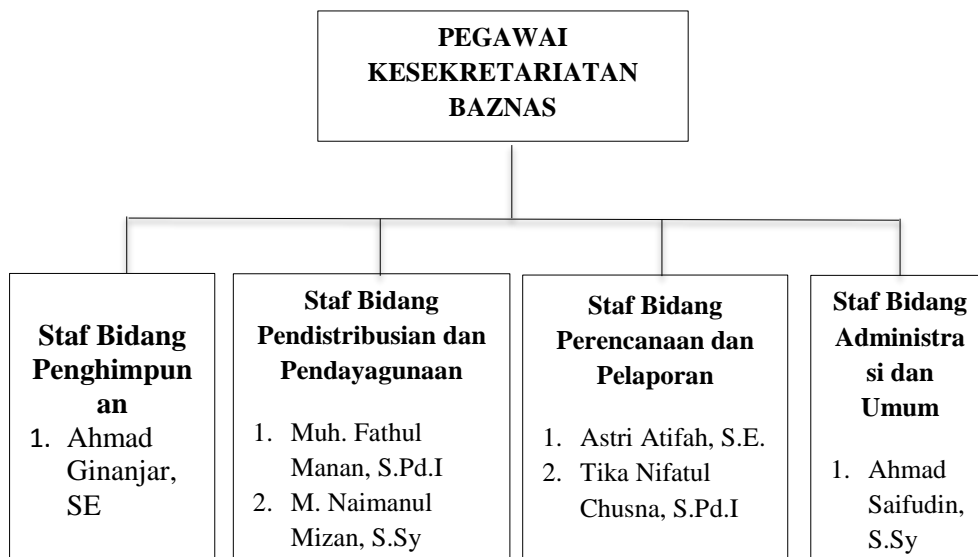 PEGAWAI
KESEKRETARIATAN
BAZNAS
Staf Bidang
Penghimpun
an
1. Ahmad
Ginanjar,
SE
Staf Bidang
Pendistribusian dan
Pendayagunaan
1. Muh. Fathul
Manan, S.Pd.I
2. M. Naimanul
Mizan, S.Sy
Staf Bidang
Perencanaan dan
Pelaporan
1. Astri Atifah, S.E.
2. Tika Nifatul
Chusna, S.Pd.I
Staf Bidang
Administra
si dan
Umum
1. Ahmad
Saifudin,
S.Sy